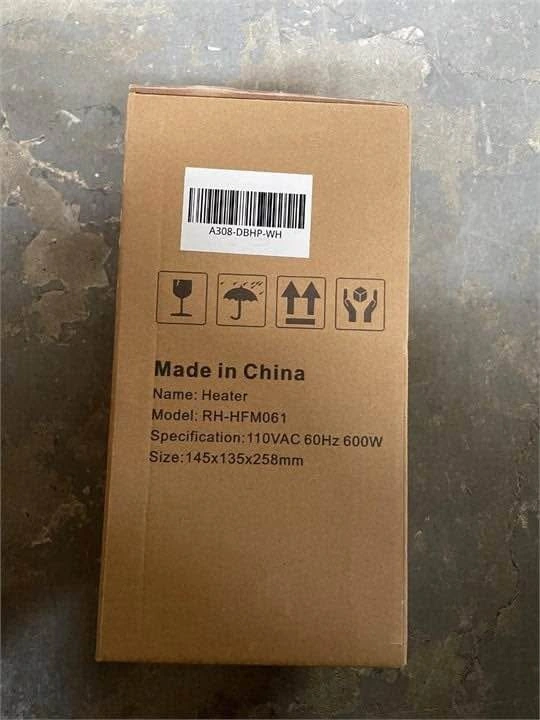 A308-DBHP-WH
Made in China
Name: Heater
Model: RH-HFM061
Specification:110VAC 60Hz 600W
Size:145x135x258mm